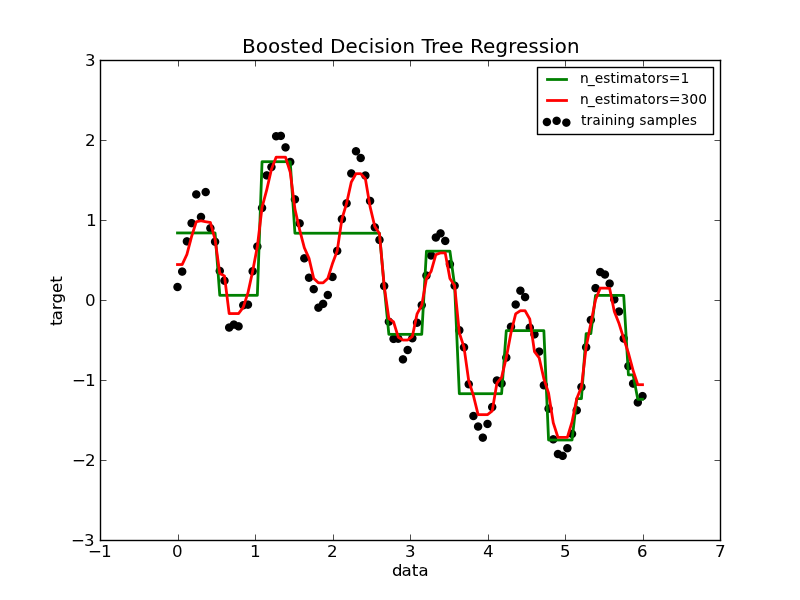 Boosted Decision Tree Regression
n_estimators=1
n_estimators=300
training samples
3
2
1
0
−1
−2
−3
target
−1 0 1 2 3 4 5 6 7
data